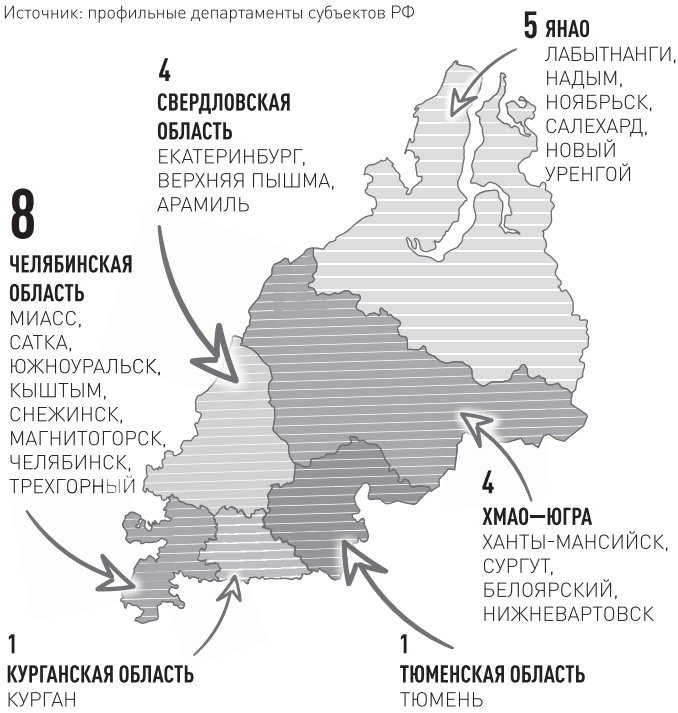 Источник: профильные департаменты субъектов РФ
5 ЯНАО
ЛАБЫТНАНГИ,
НАДЫМ,
НОЯБРЬСК,
САЛЕХАРД,
НОВЫЙ
УРЕНГОЙ
4
СВЕРДЛОВСКАЯ
ОБЛАСТЬ
ЕКАТЕРИНБУРГ,
ВЕРХНЯЯ ПЫШМА,
АРАМИЛЬ
8
ЧЕЛЯБИНСКАЯ
ОБЛАСТЬ
МИАСС,
САТКА,
ЮЖНОУРАЛЬСК,
КЫШТЫМ,
СНЕЖИНСК,
МАГНИТОГОРСК,
ЧЕЛЯБИНСК,
ТРЕХГОРНЫЙ
4
ХМАО–ЮГРА
ХАНТЫ-МАНСИЙСК,
СУРГУТ,
БЕЛОЯРСКИЙ,
НИЖНЕВАРТОВСК
1
КУРГАНСКАЯ ОБЛАСТЬ
КУРГАН
1
ТЮМЕНСКАЯ ОБЛАСТЬ
ТЮМЕНЬ